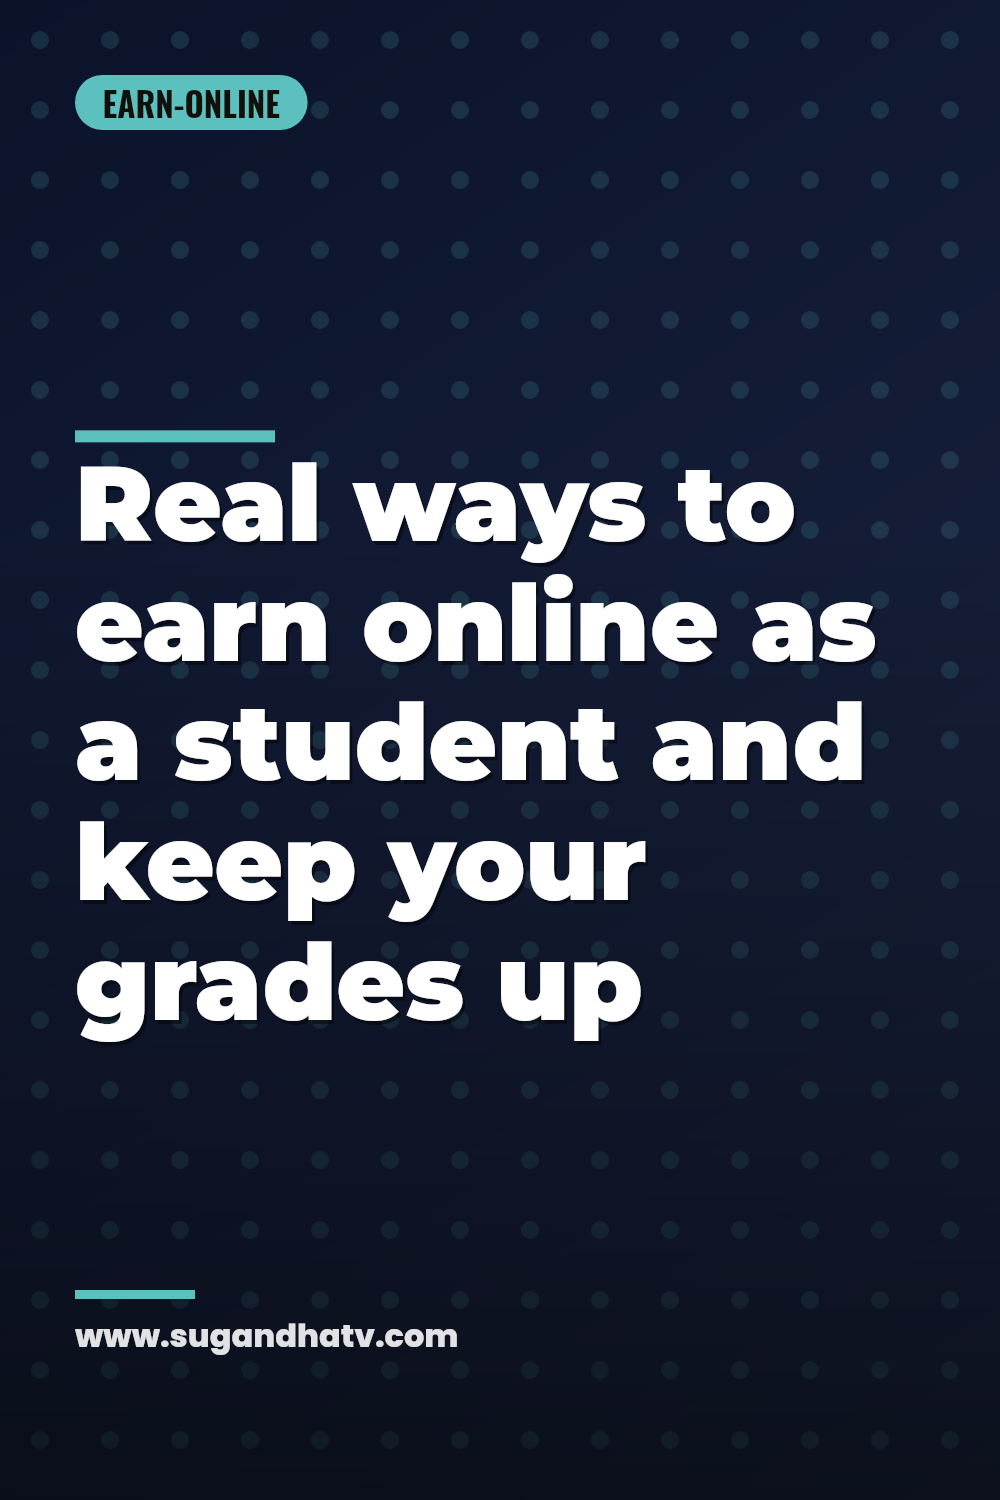 EARN-ONLINE
Real ways to
earn online as
a student and
keep your
grades up
www.sugandhatv.com